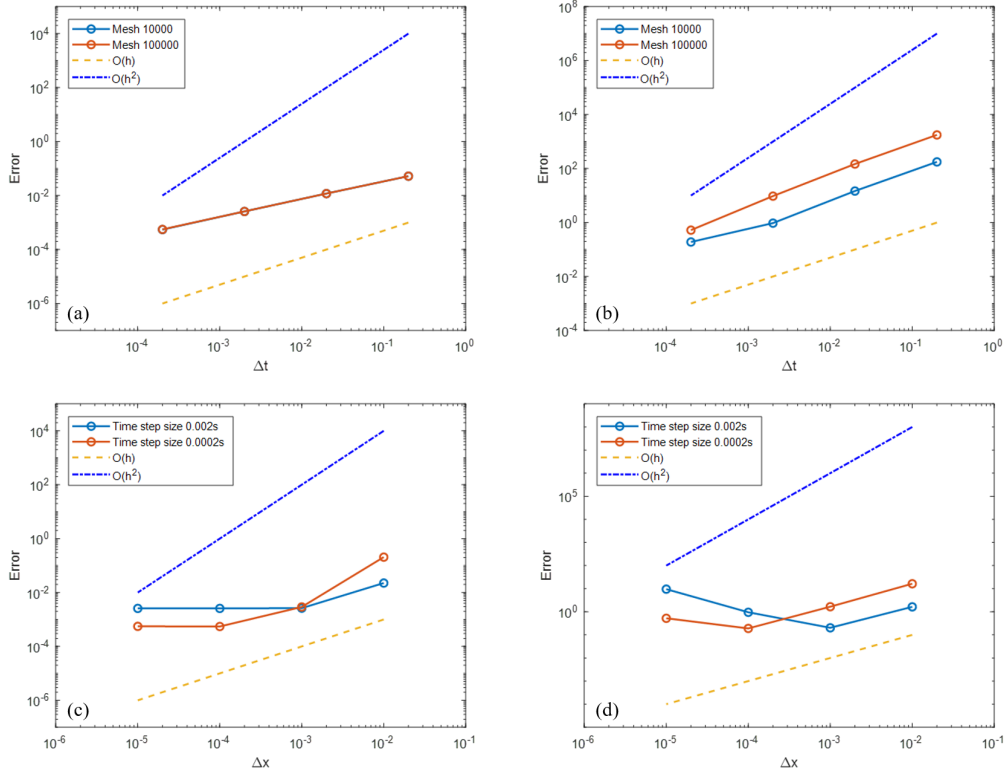 10^4
10^2
10^0
10^-2
10^-4
10^-6
Error
Mesh 10000
Mesh 100000
O(h)
O(h^2)
(a)
10^-4
10^-3
10^-2
10^-1
10^0
Δt
10^8
10^6
10^4
10^2
10^0
10^-2
10^-4
Error
Mesh 10000
Mesh 100000
O(h)
O(h^2)
(b)
10^-4
10^-3
10^-2
10^-1
10^0
Δt
10^4
10^2
10^0
10^-2
10^-4
10^-6
Error
Time step size 0.002s
Time step size 0.0002s
O(h)
O(h^2)
(c)
10^-6
10^-5
10^-4
10^-3
10^-2
10^-1
Δx
10^5
10^0
Error
Time step size 0.002s
Time step size 0.0002s
O(h)
O(h^2)
(d)
10^-6
10^-5
10^-4
10^-3
10^-2
10^-1
Δx